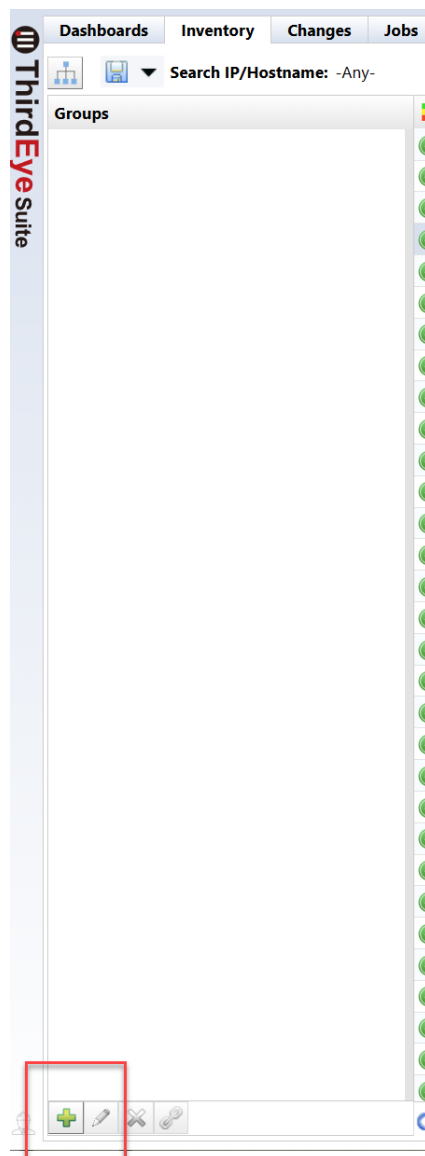 Dashboards Inventory Changes Jobs
Search IP/Hostname: -Any-
Groups
ThirdEye Suite